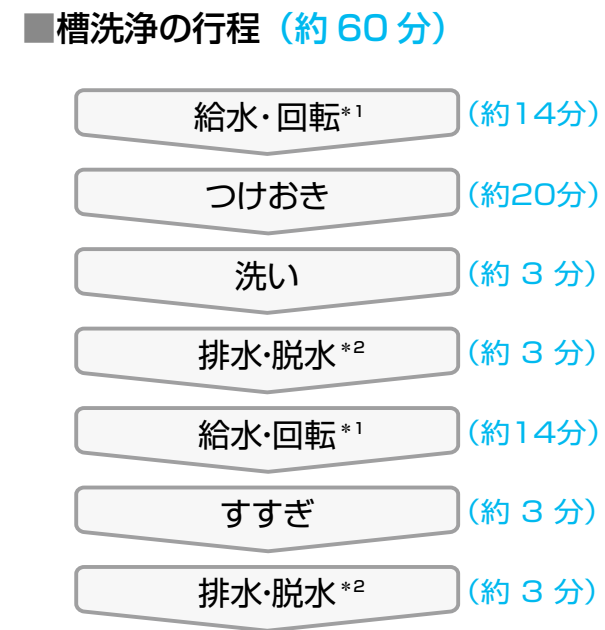 ■槽洗浄の行程（約 60 分）
給水・回転*1 （約14分）
つけおき （約20分）
洗い （約 3 分）
排水・脱水*2 （約 3 分）
給水・回転*1 （約14分）
すすぎ （約 3 分）
排水・脱水*2 （約 3 分）